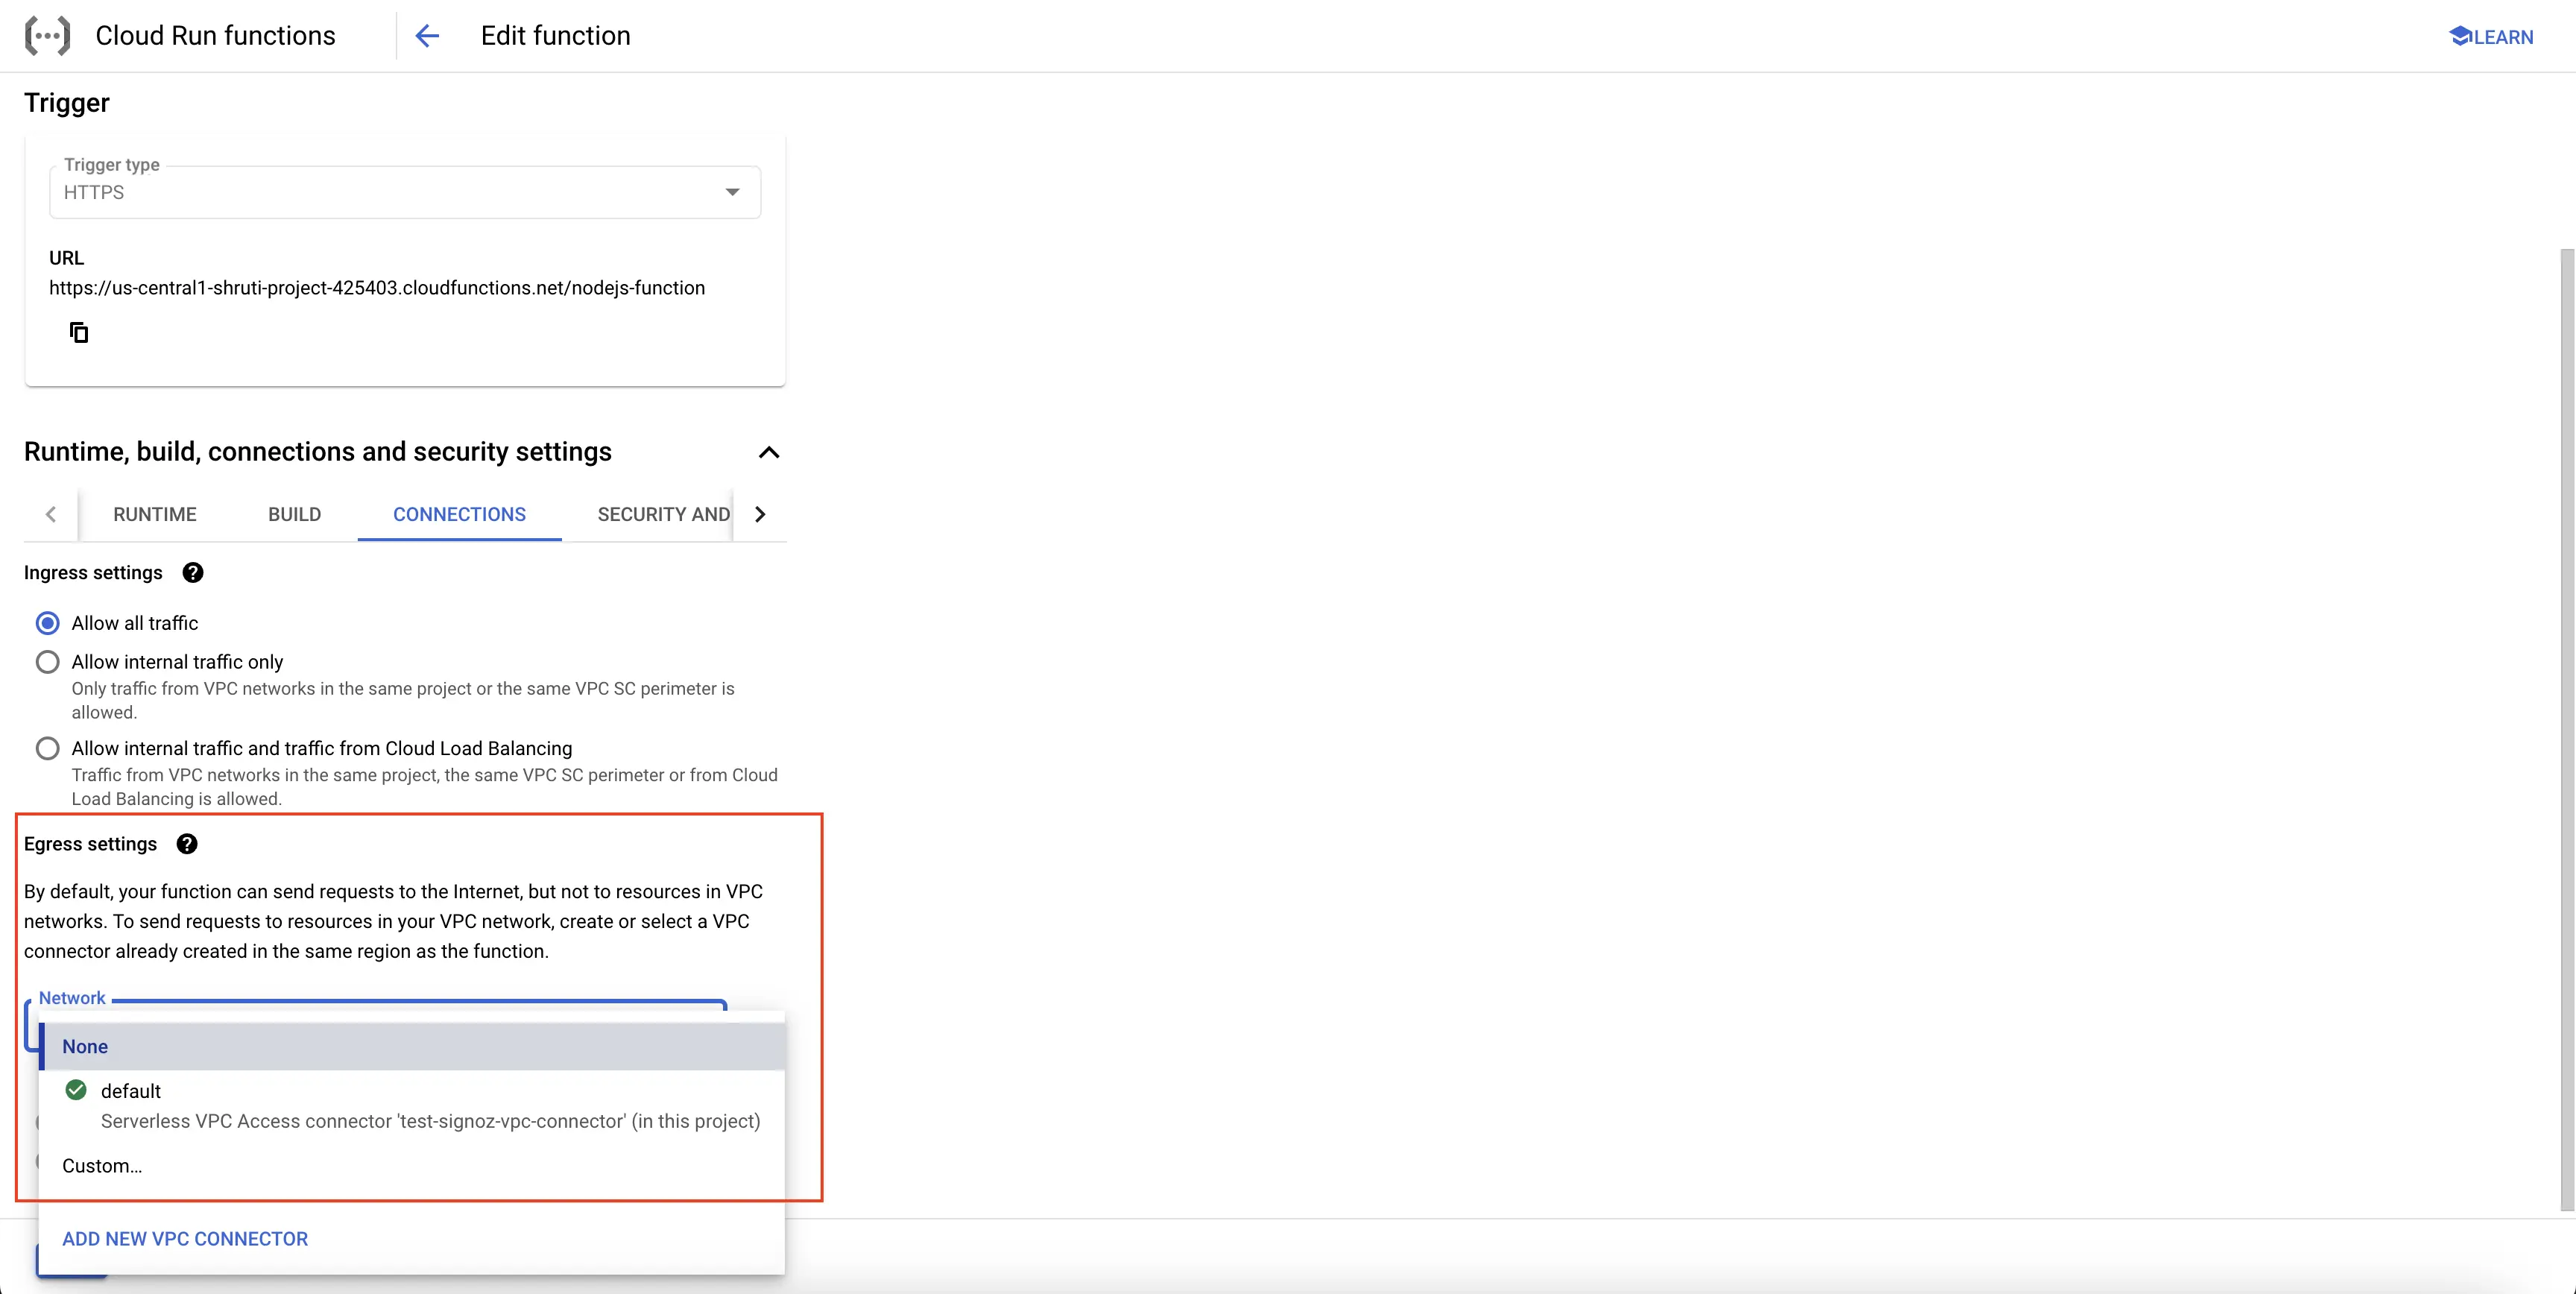 Cloud Run functions
Edit function
LEARN
Trigger
Trigger type
HTTPS
URL
https://us-central1-shruti-project-425403.cloudfunctions.net/nodejs-function
Runtime, build, connections and security settings
RUNTIME
BUILD
CONNECTIONS
SECURITY AND
Ingress settings
Allow all traffic
Allow internal traffic only
Only traffic from VPC networks in the same project or the same VPC SC perimeter is
allowed.
Allow internal traffic and traffic from Cloud Load Balancing
Traffic from VPC networks in the same project, the same VPC SC perimeter or from Cloud
Load Balancing is allowed.
Egress settings
By default, your function can send requests to the Internet, but not to resources in VPC
networks. To send requests to resources in your VPC network, create or select a VPC
connector already created in the same region as the function.
Network
None
default
Serverless VPC Access connector 'test-signoz-vpc-connector' (in this project)
Custom...
ADD NEW VPC CONNECTOR